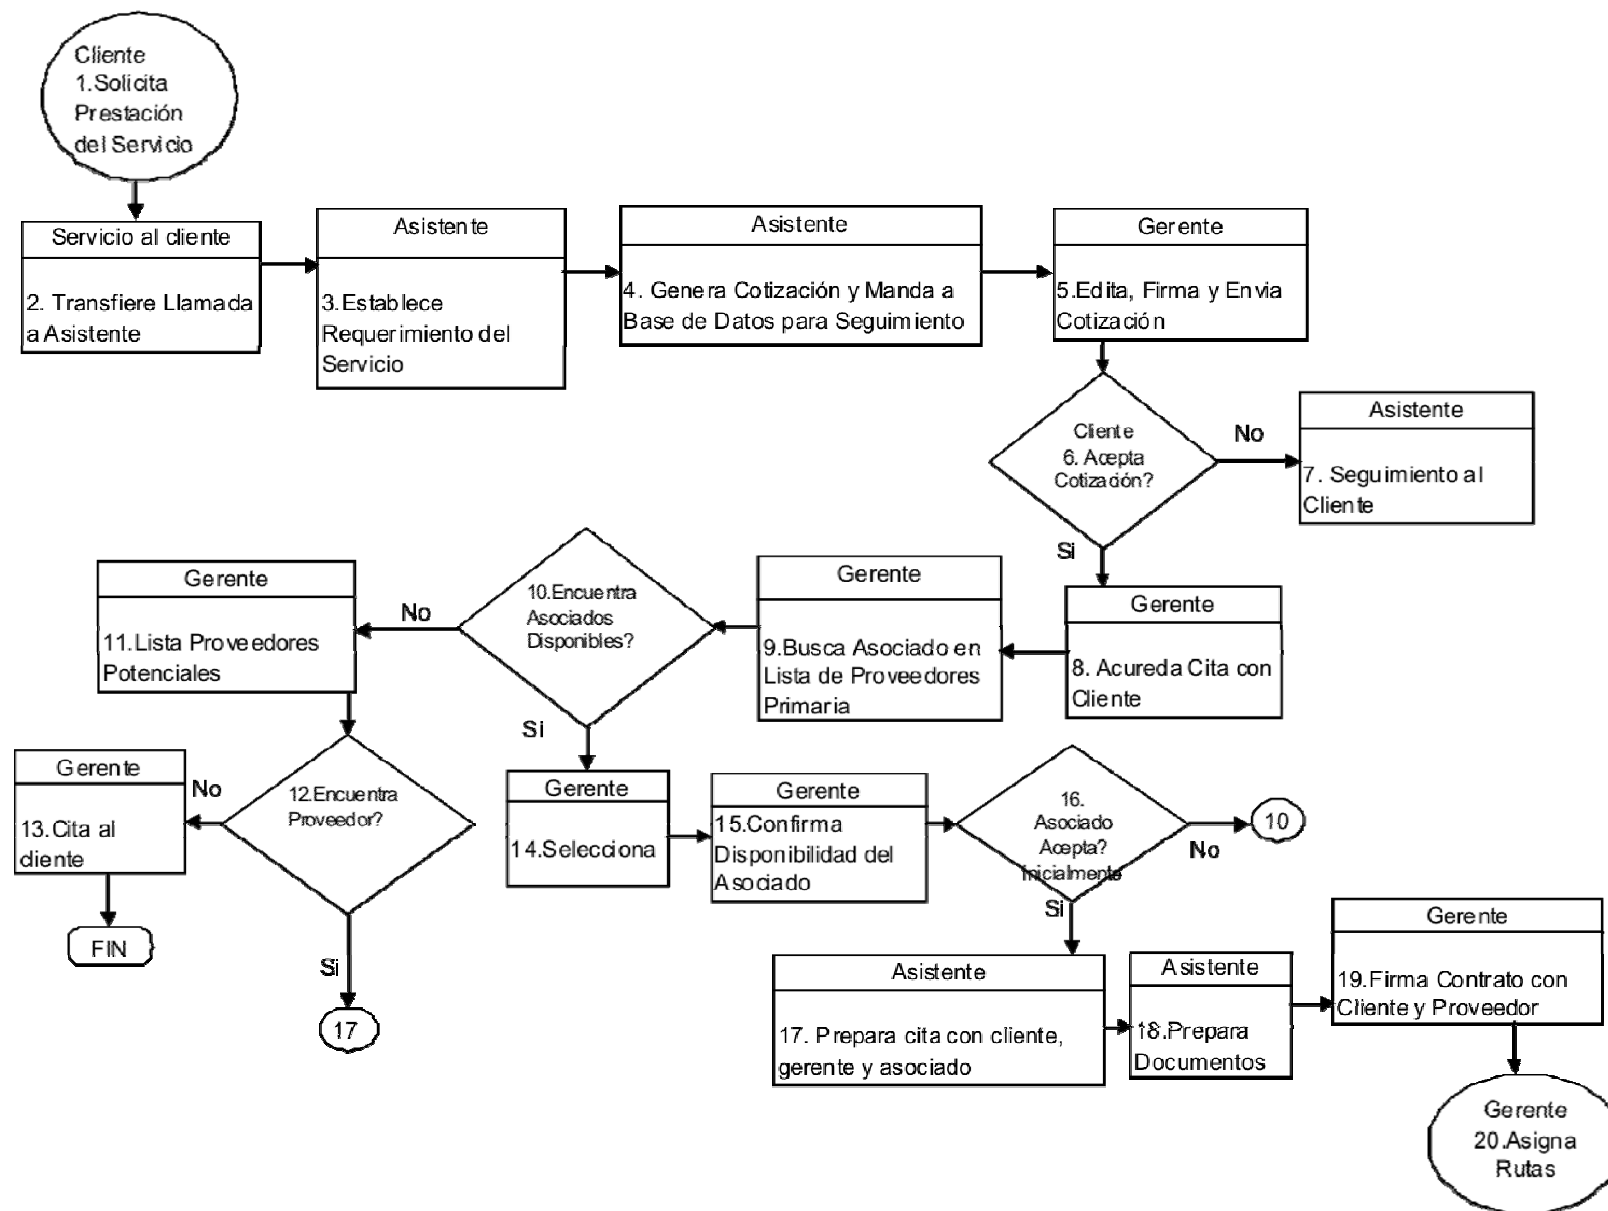 Cliente
1.Solicita
Prestación
del Servicio
Servicio al cliente
2. Transfiere Llamada
a Asistente
Asistente
3.Establece
Requerimiento del
Servicio
Asistente
4. Genera Cotización y Manda a
Base de Datos para Seguimiento
Gerente
5.Edita, Firma y Envia
Cotización
Cliente
6. Acepta
Cotización?
No
Asistente
7. Seguimiento al
Cliente
Si
Gerente
8. Acureda Cita con
Cliente
Gerente
9.Busca Asociado en
Lista de Proveedores
Primaria
10.Encuentra
Asociados
Disponibles?
No
Gerente
11.Lista Proveedores
Potenciales
12.Encuentra
Proveedor?
No
Gerente
13.Cita al
cliente
FIN
Si
17
Si
Gerente
14.Selecciona
Gerente
15.Confirma
Disponibilidad del
Asociado
16.
Asociado
Acepta?
Inicialmente
No
10
Si
Asistente
17. Prepara cita con cliente,
gerente y asociado
Asistente
18.Prepara
Documentos
Gerente
19.Firma Contrato con
Cliente y Proveedor
Gerente
20.Asigna
Rutas